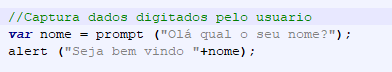 //Captura dados digitados pelo usuario
var nome = prompt ("Olá qual o seu nome?");
alert ("Seja bem vindo "+nome);